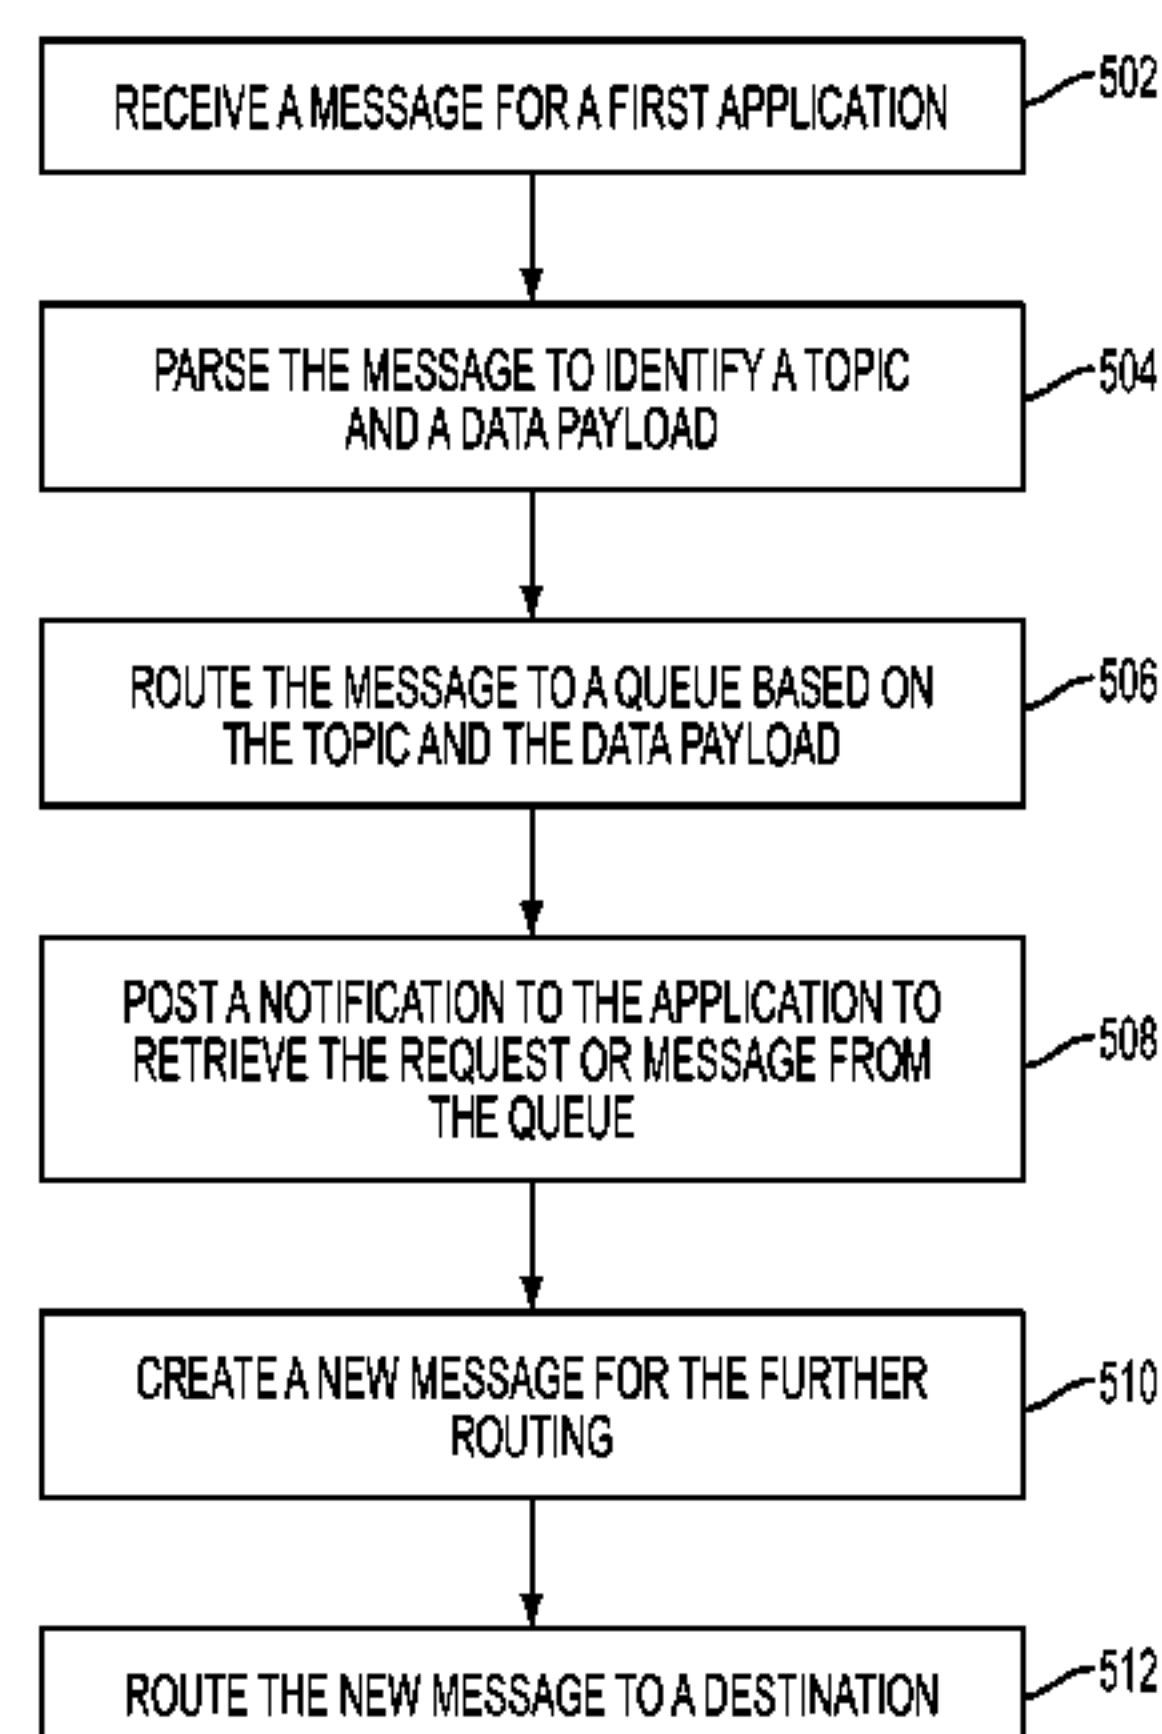 RECEIVE A MESSAGE FOR A FIRST APPLICATION
502
PARSE THE MESSAGE TO IDENTIFY A TOPIC
AND A DATA PAYLOAD
504
ROUTE THE MESSAGE TO A QUEUE BASED ON
THE TOPIC AND THE DATA PAYLOAD
506
POST A NOTIFICATION TO THE APPLICATION TO
RETRIEVE THE REQUEST OR MESSAGE FROM
THE QUEUE
508
CREATE A NEW MESSAGE FOR THE FURTHER
ROUTING
510
ROUTE THE NEW MESSAGE TO A DESTINATION
512